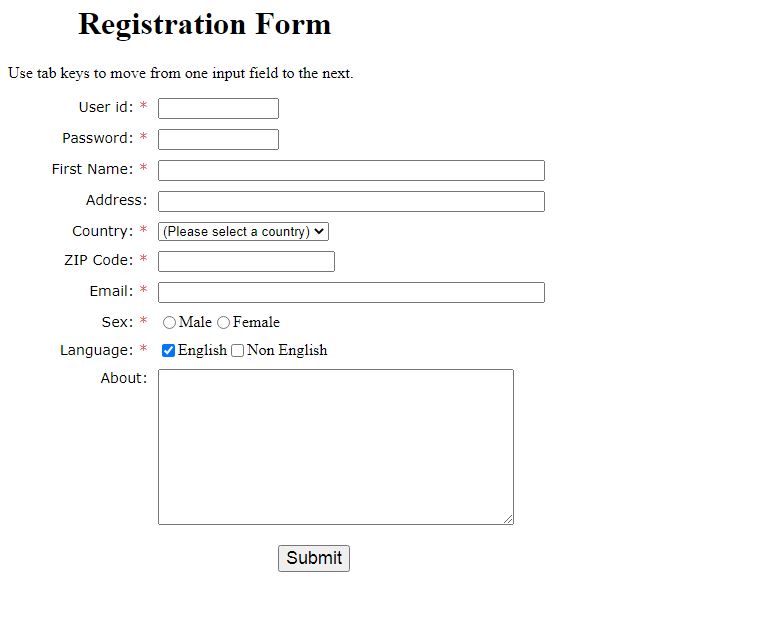 Registration Form
Use tab keys to move from one input field to the next.
User id: *
Password: *
First Name: *
Address:
Country: * (Please select a country)
ZIP Code: *
Email: *
Sex: * Male Female
Language: * English Non English
About:
Submit